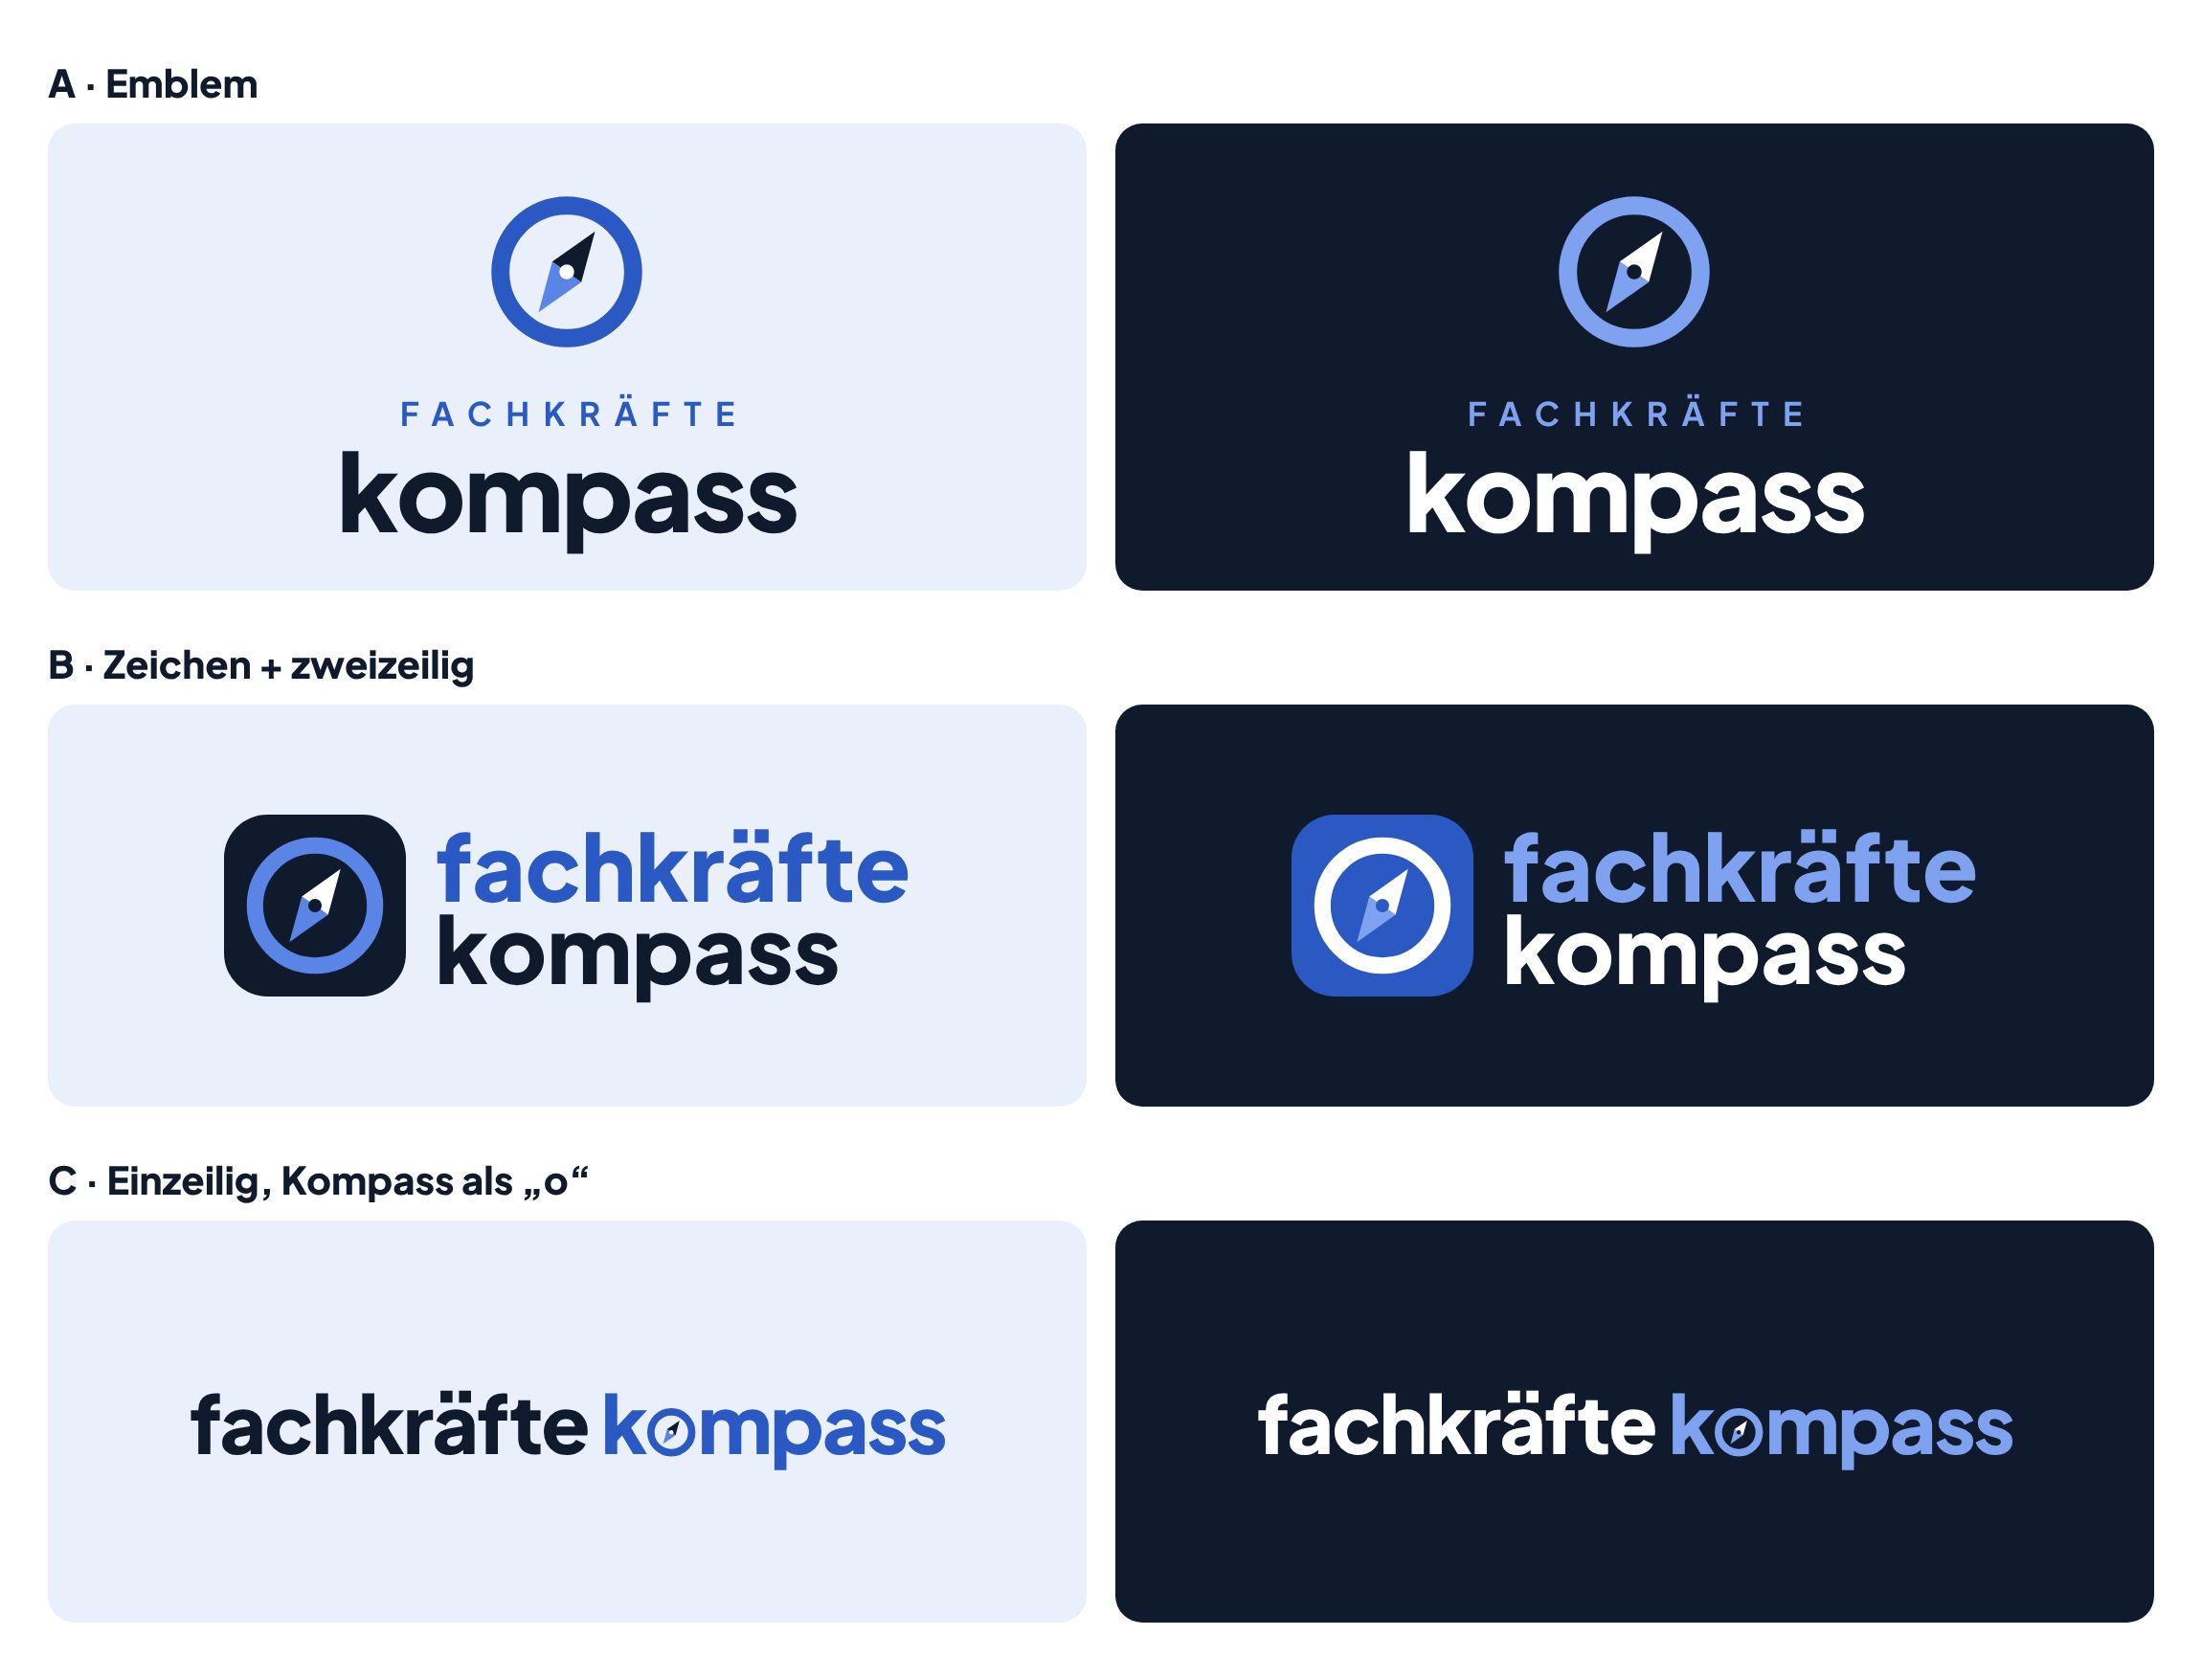 A · Emblem
FACHKRÄFTE
kompass
FACHKRÄFTE
kompass
B · Zeichen + zweizeilig
fachkräfte
kompass
fachkräfte
kompass
C · Einzeilig, Kompass als „o“
fachkräfte kompass
fachkräfte kompass